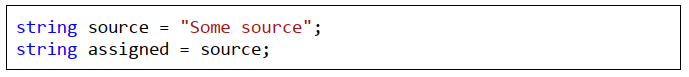 string source = "Some source";
string assigned = source;